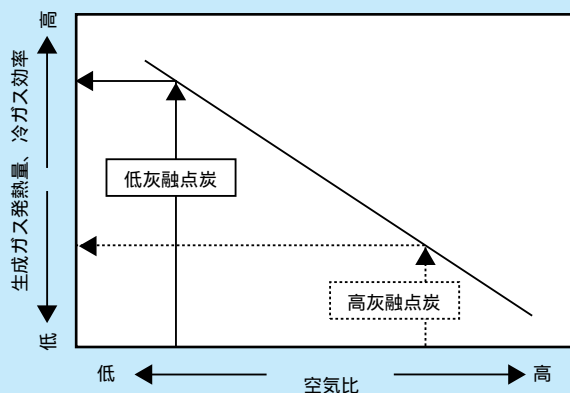 高
生成ガス発熱量、冷ガス効率
低
低灰融点炭
高灰融点炭
低
空気比
高